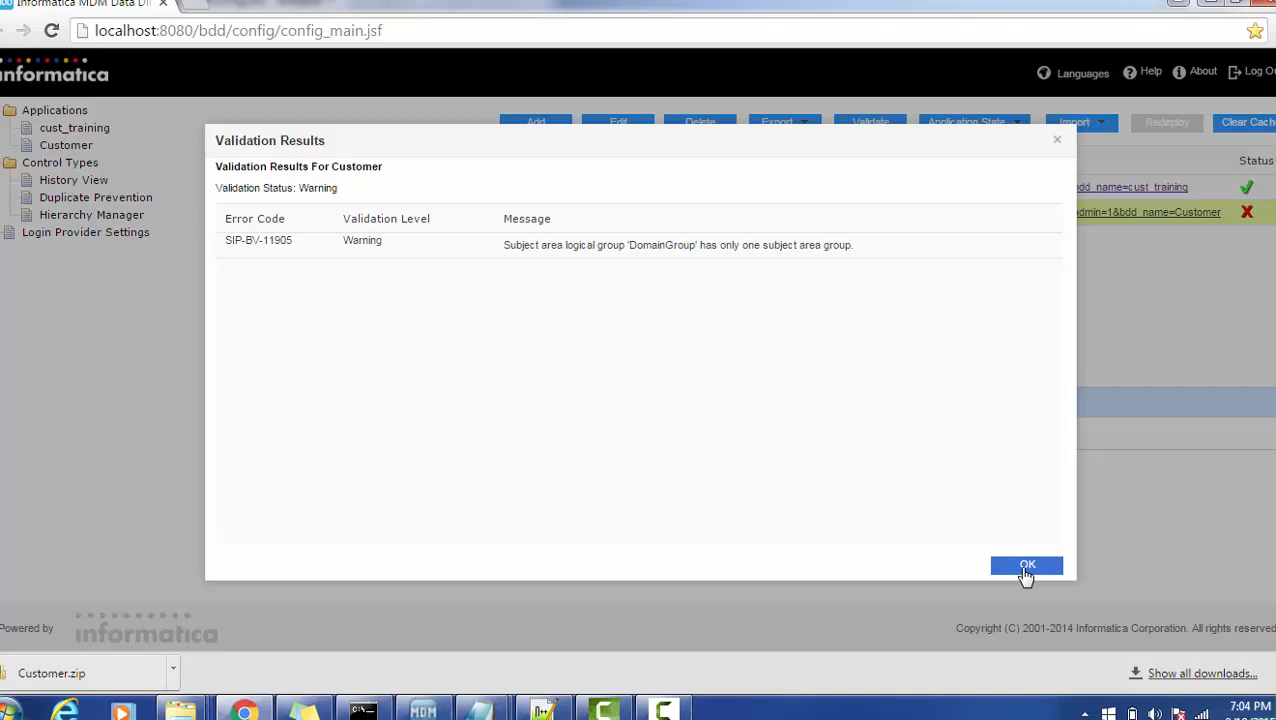 Informatica MDM Data Di
localhost:8080/bdd/config/config_main.jsf
informatica
Languages
Help
About
Log Ou
Applications
cust_training
Customer
Control Types
History View
Duplicate Prevention
Hierarchy Manager
Login Provider Settings
Add
Edit
Delete
Export
Validate
Application State
Import
Redeploy
Clear Cach
Status
bdd_name=cust_training
admin=1&bdd_name=Customer
Validation Results
Validation Results For Customer
Validation Status: Warning
Error Code Validation Level Message
SIP-BV-11905 Warning Subject area logical group 'DomainGroup' has only one subject area group.
OK
Powered by informatica
Copyright (C) 2001-2014 Informatica Corporation. All rights reserved
Customer.zip
Show all downloads...
MDM
7:04 PM